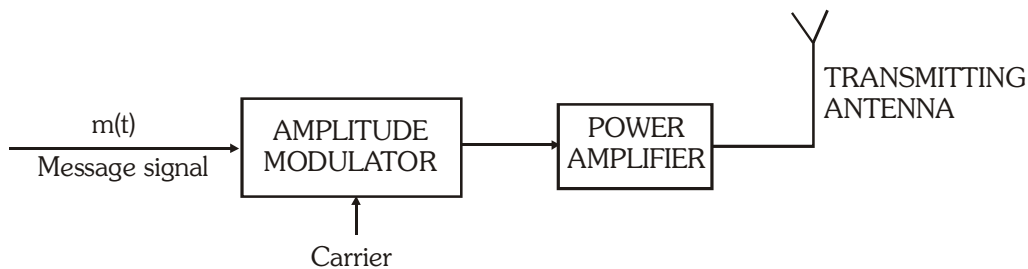 m(t)
Message signal
AMPLITUDE
MODULATOR
Carrier
POWER
AMPLIFIER
TRANSMITTING
ANTENNA